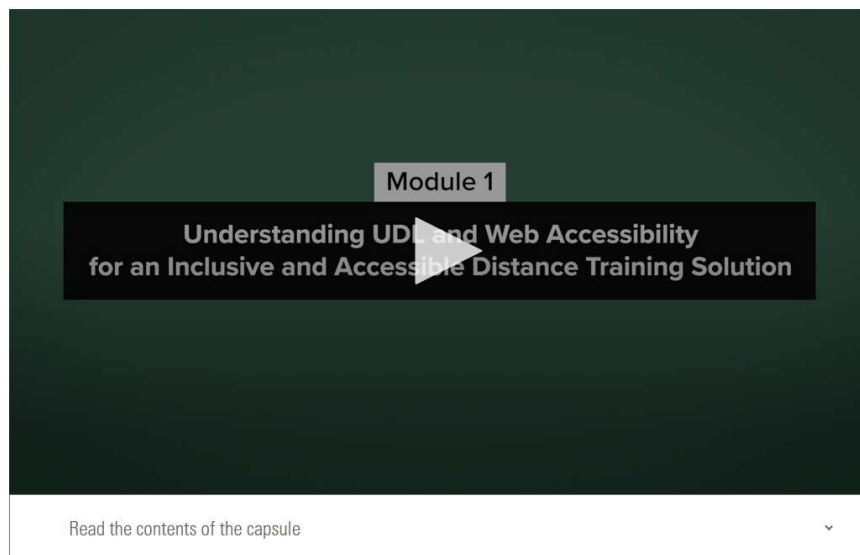 Module 1
Understanding UDL and Web Accessibility
for an Inclusive and Accessible Distance Training Solution
Read the contents of the capsule